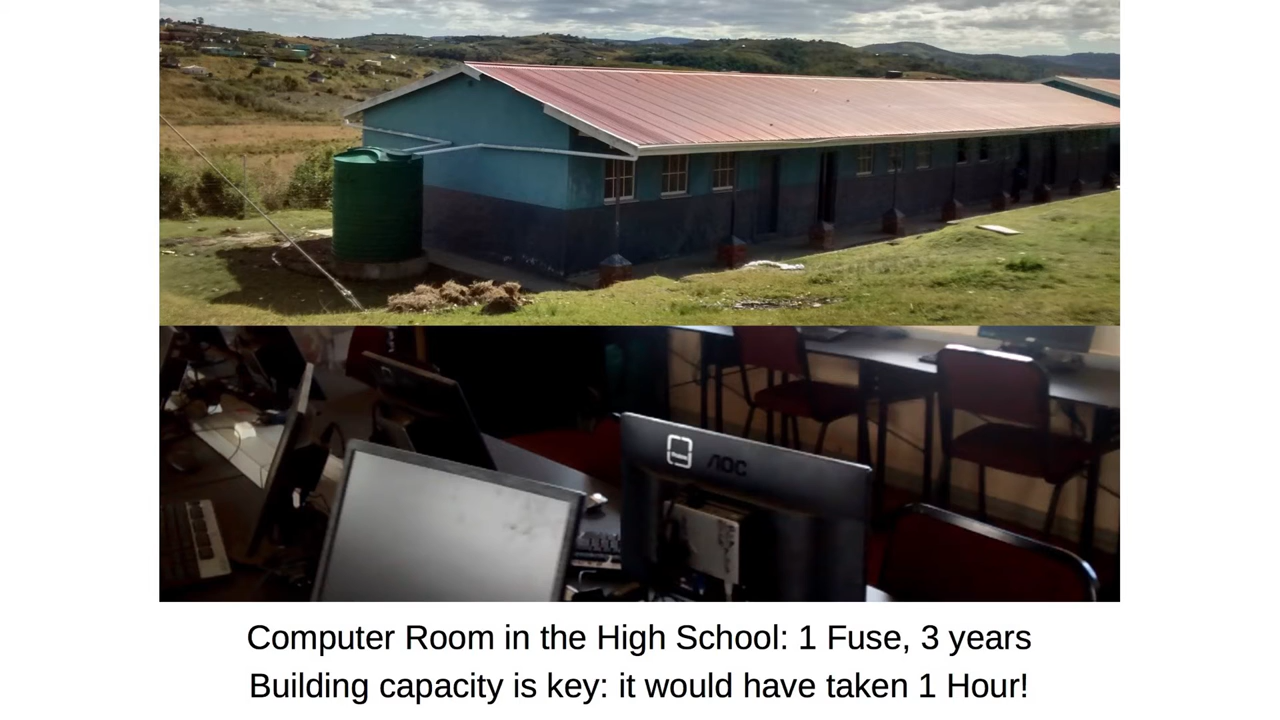 AOC
Computer Room in the High School: 1 Fuse, 3 years
Building capacity is key: it would have taken 1 Hour!